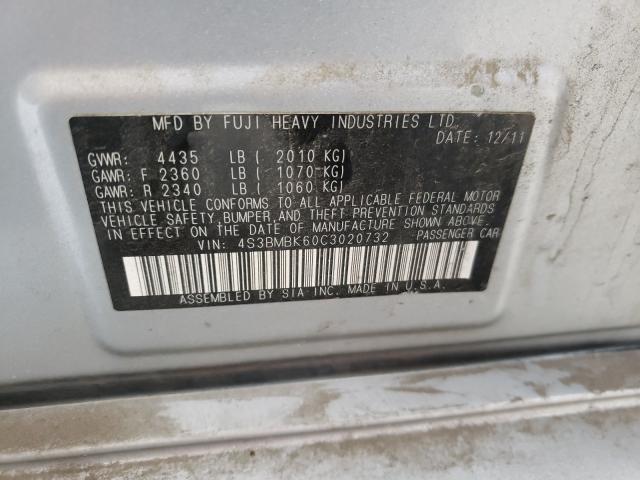 MFD BY FUJI HEAVY INDUSTRIES LTD.
DATE: 12/11
GVWR: 4435 LB ( 2010 KG)
GAWR: F 2360 LB ( 1070 KG)
GAWR: R 2340 LB ( 1060 KG)
THIS VEHICLE CONFORMS TO ALL APPLICABLE FEDERAL MOTOR
VEHICLE SAFETY, BUMPER, AND THEFT PREVENTION STANDARDS
IN EFFECT ON THE DATE OF MANUFACTURE SHOWN ABOVE.
VIN: 4S3BMBK60C3020732 PASSENGER CAR
ASSEMBLED BY SIA INC. MADE IN U.S.A.